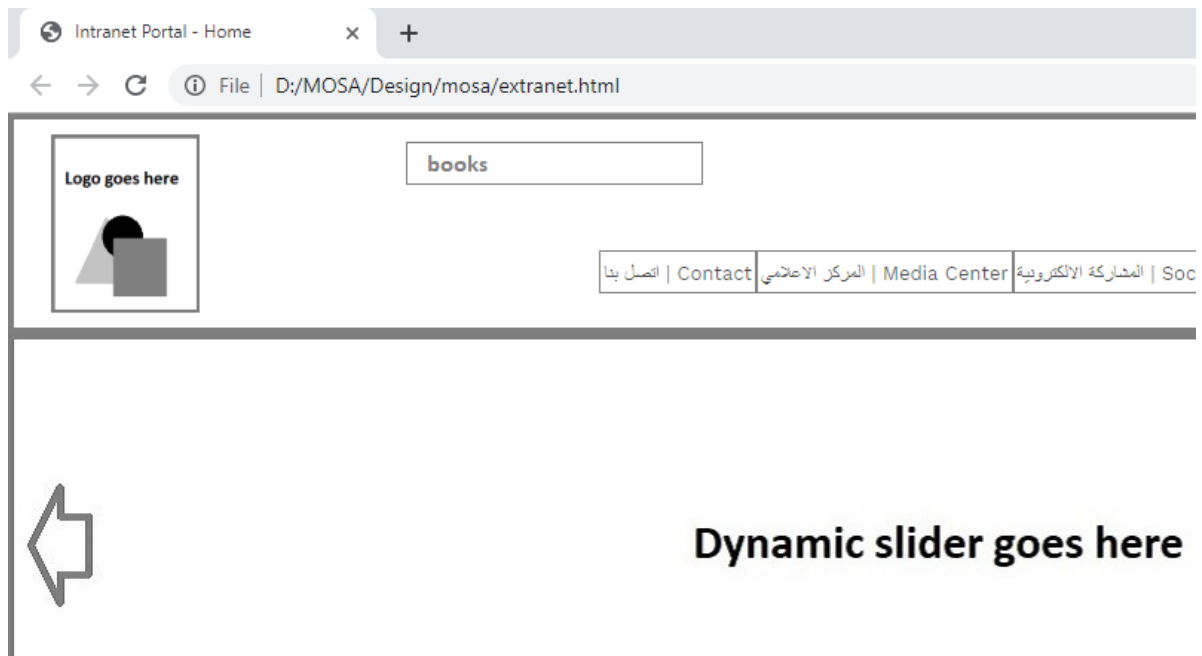 Intranet Portal - Home
File | D:/MOSA/Design/mosa/extranet.html
Logo goes here
books
اتصل بنا | Contact
المركز الاعلامي | Media Center
المشاركة الالكترونية | Soc
Dynamic slider goes here